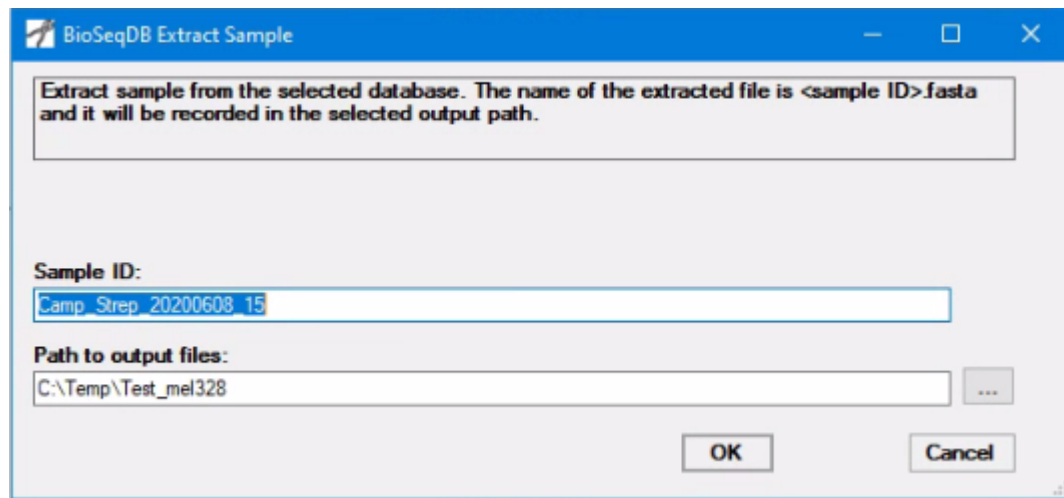 BioSeqDB Extract Sample
Extract sample from the selected database. The name of the extracted file is <sample ID>.fasta
and it will be recorded in the selected output path.
Sample ID:
Camp_Strep_20200608_15
Path to output files:
C:\Temp\Test_mel328
...
OK Cancel